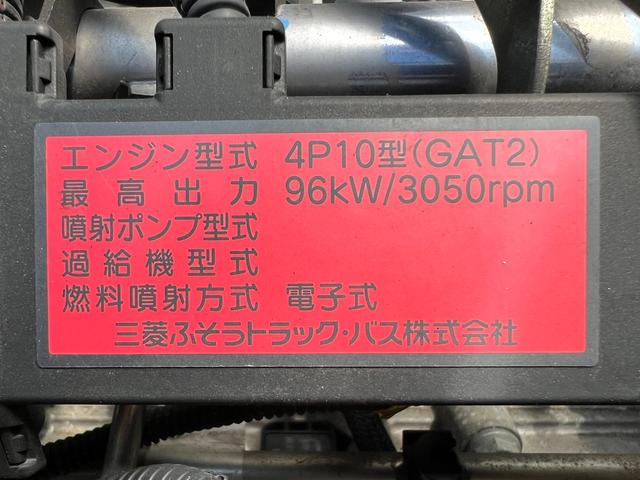 エンジン型式 4P10型(GAT2)
最高出力 96kW/3050rpm
噴射ポンプ型式
過給機型式
燃料噴射方式 電子式
三菱ふそうトラック・バス株式会社